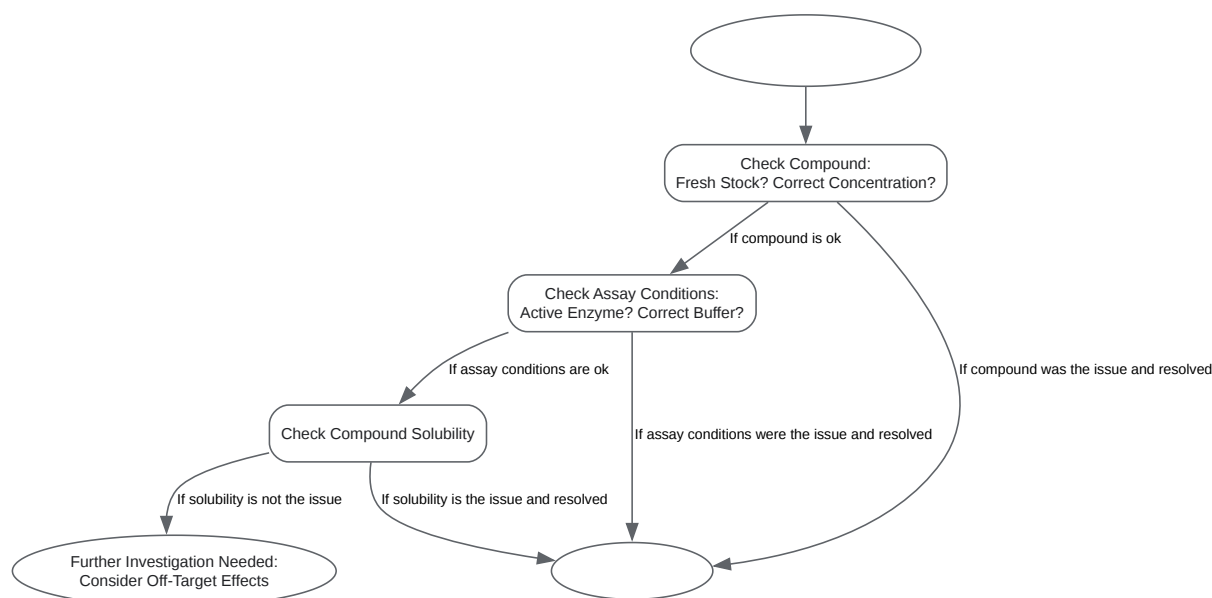 Check Compound:
Fresh Stock? Correct Concentration?
If compound is ok
Check Assay Conditions:
Active Enzyme? Correct Buffer?
If assay conditions are ok
If compound was the issue and resolved
Check Compound Solubility
If assay conditions were the issue and resolved
If solubility is not the issue
If solubility is the issue and resolved
Further Investigation Needed:
Consider Off-Target Effects